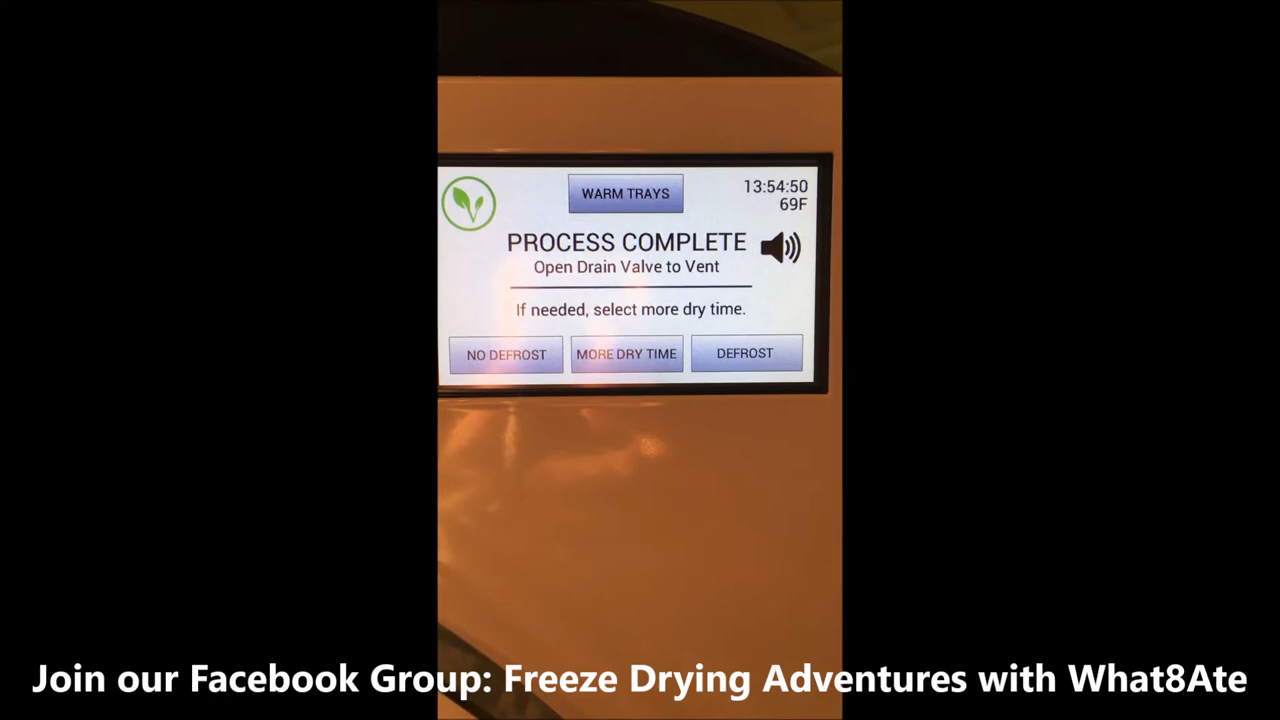 WARM TRAYS
13:54:50
69F
PROCESS COMPLETE
Open Drain Valve to Vent
If needed, select more dry time.
NO DEFROST
MORE DRY TIME
DEFROST
Join our Facebook Group: Freeze Drying Adventures with What8Ate